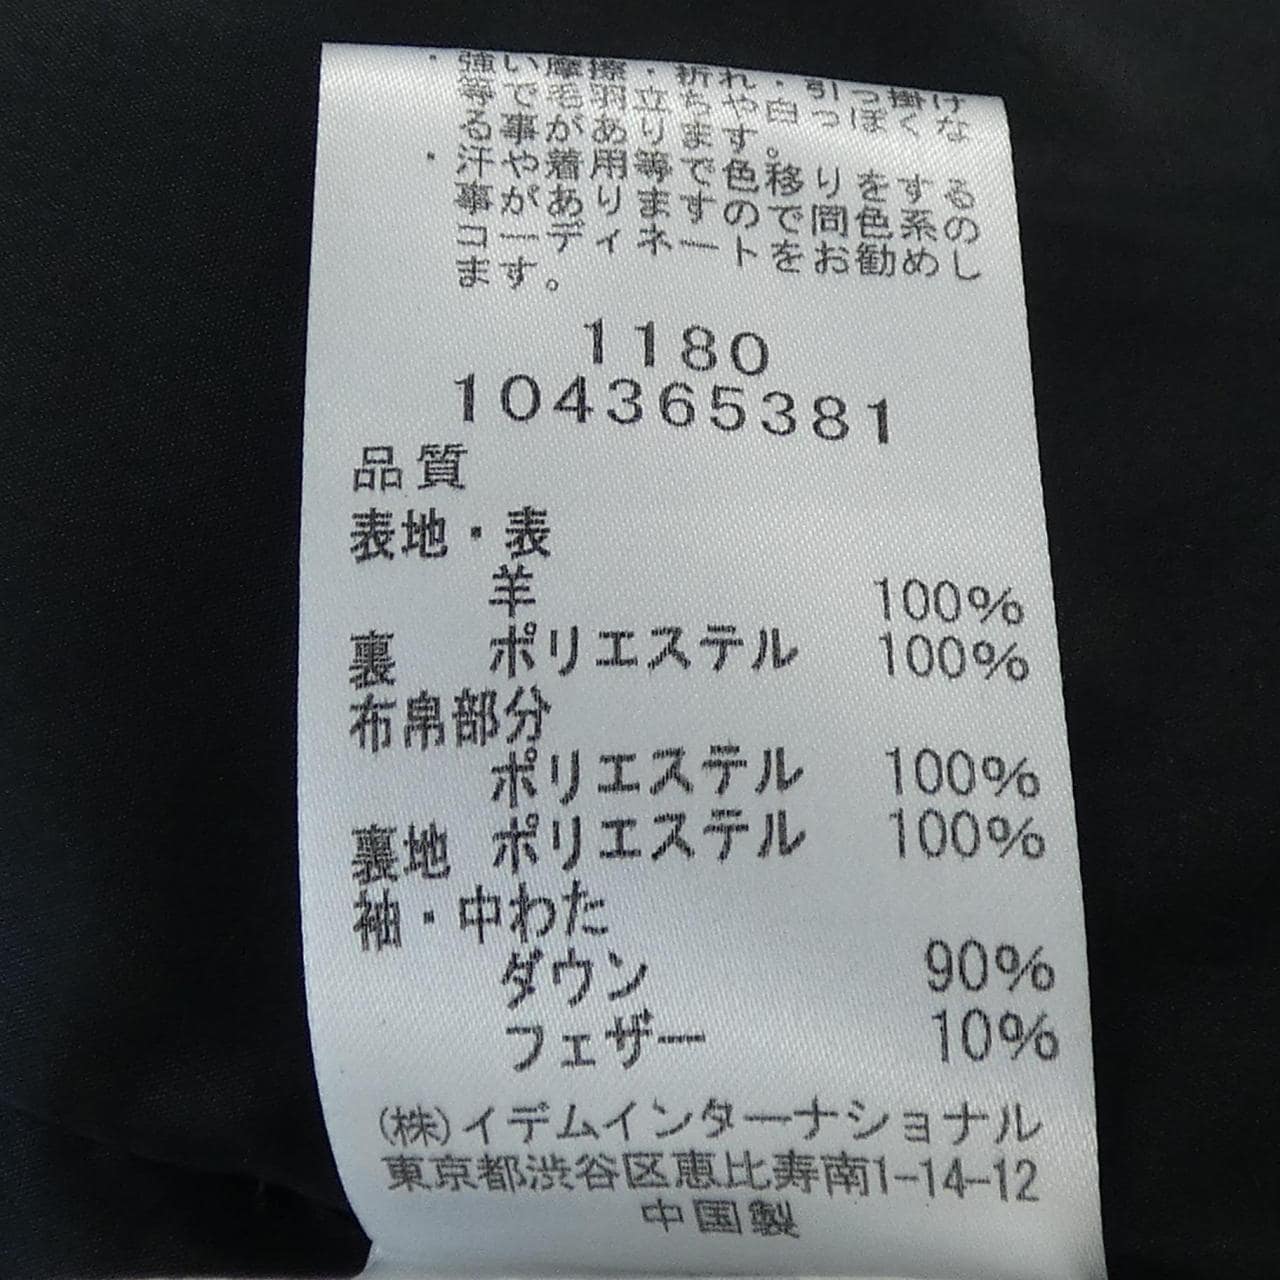 ・強い摩擦・折れ・引っ掛け
等で毛羽立ちや白っぽくな
る事があります。
・汗や着用等で色移りをする
事がありますので同色系の
コーディネートをお勧めし
ます。
1180
104365381
品質
表地・表
羊 100%
裏 ポリエステル 100%
布帛部分
ポリエステル 100%
裏地 ポリエステル 100%
袖・中わた
ダウン 90%
フェザー 10%
(株)イデムインターナショナル
東京都渋谷区恵比寿南1-14-12
中国製